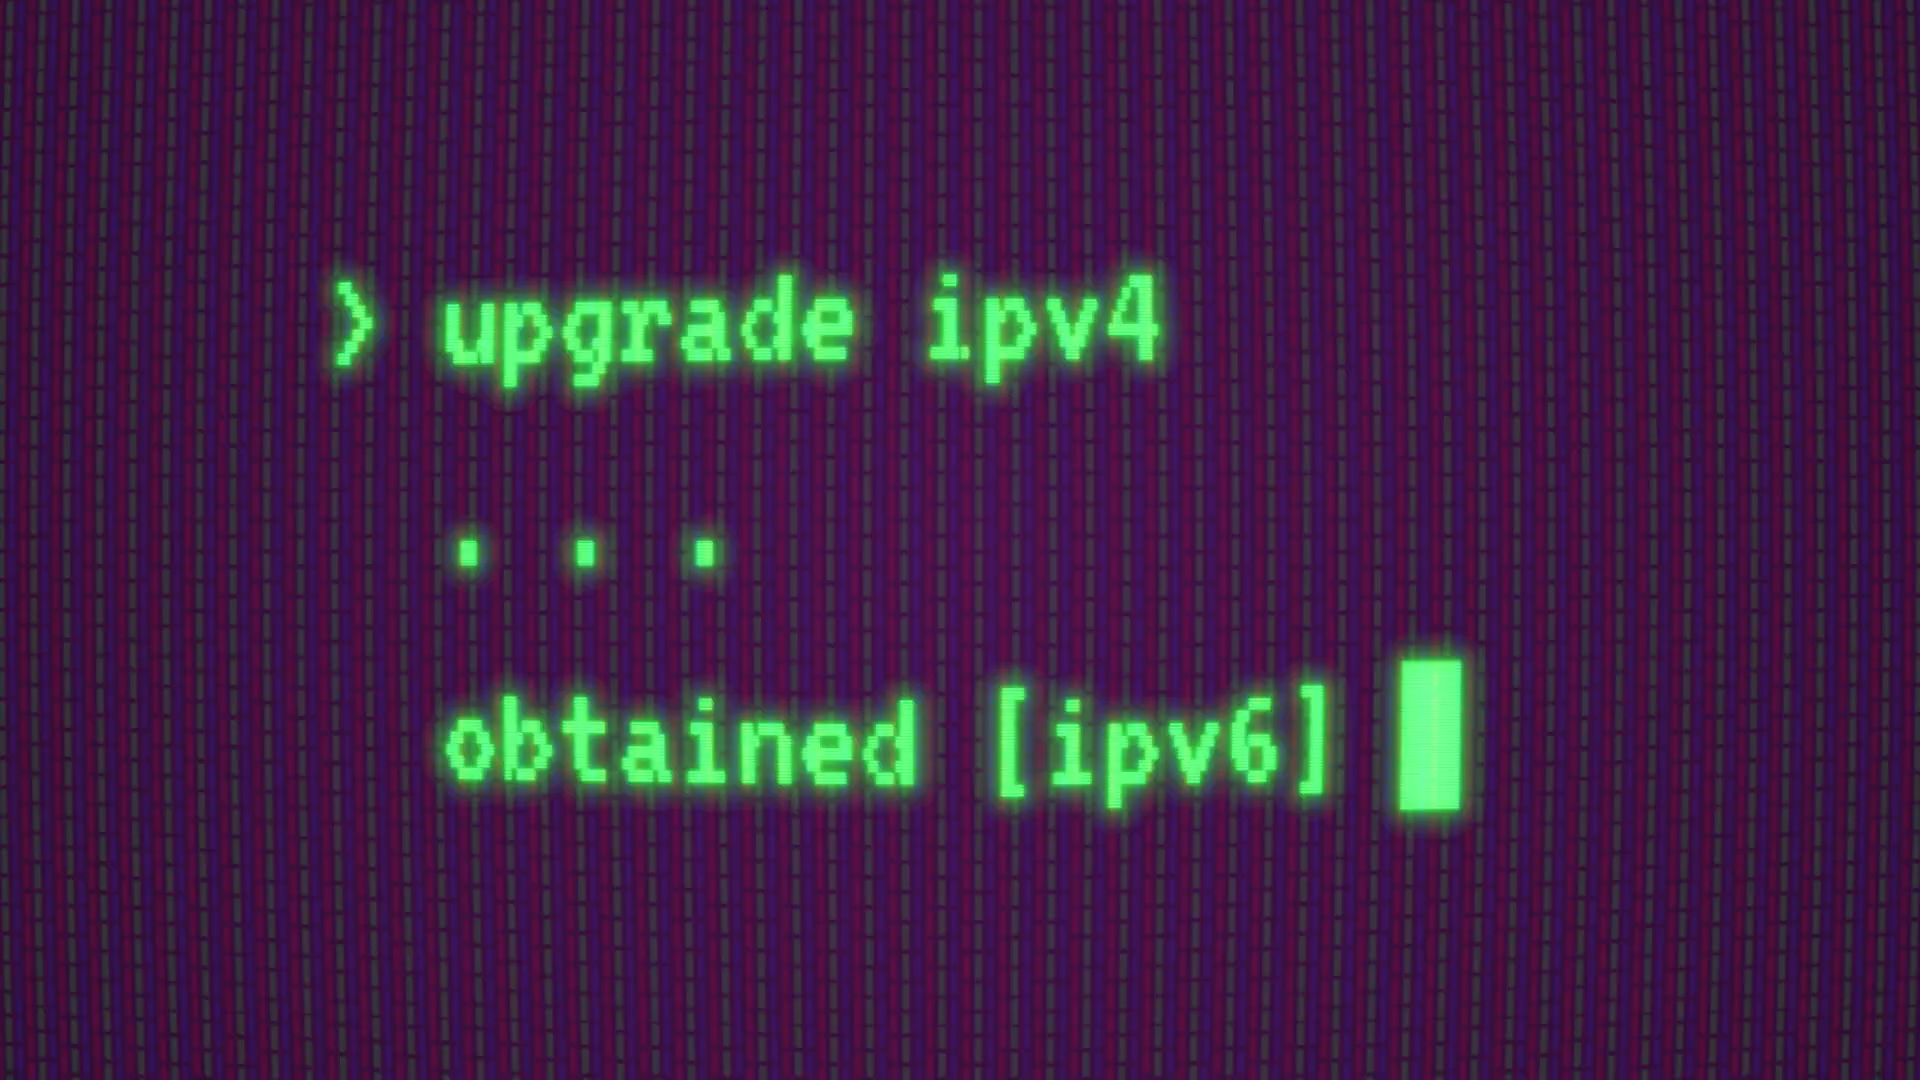 ❯ upgrade ipv4
. . .
obtained [ipv6]